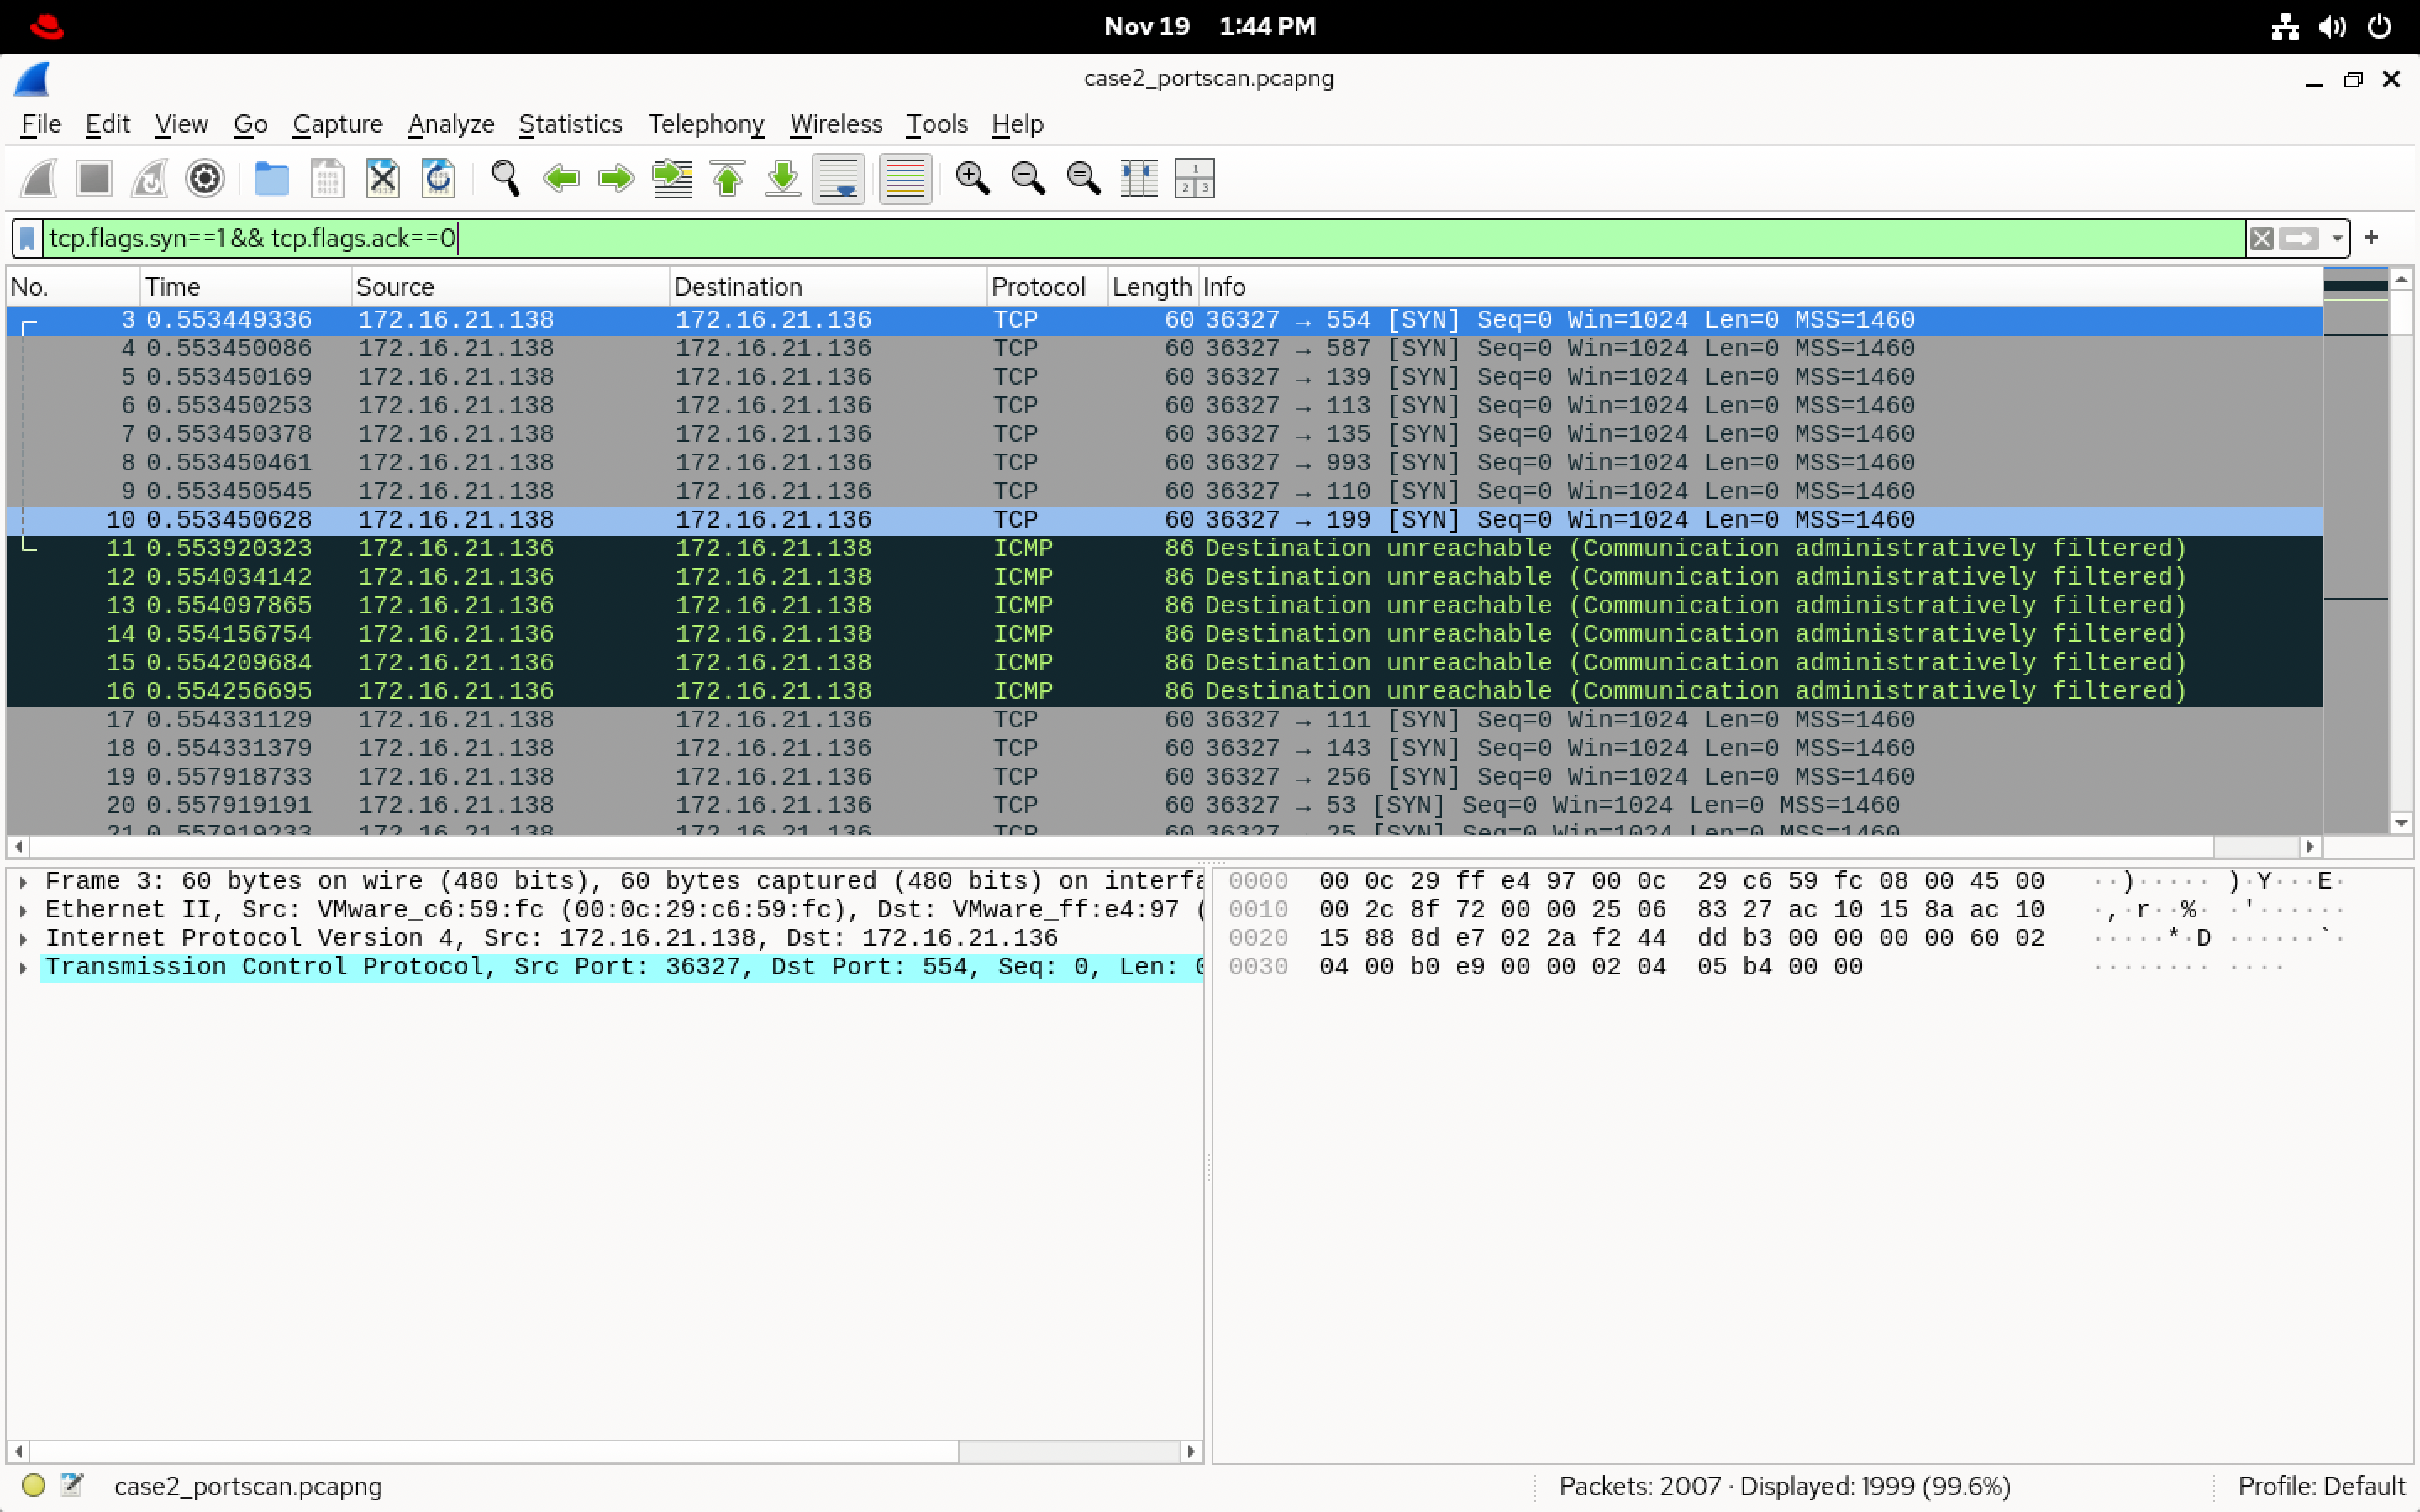 Nov 19 1:44 PM
case2_portscan.pcapng
File Edit View Go Capture Analyze Statistics Telephony Wireless Tools Help
tcp.flags.syn==1 && tcp.flags.ack==0
No. Time Source Destination Protocol Length Info
3 0.553449336 172.16.21.138 172.16.21.136 TCP 60 36327 → 554 [SYN] Seq=0 Win=1024 Len=0 MSS=1460
4 0.553450086 172.16.21.138 172.16.21.136 TCP 60 36327 → 587 [SYN] Seq=0 Win=1024 Len=0 MSS=1460
5 0.553450169 172.16.21.138 172.16.21.136 TCP 60 36327 → 139 [SYN] Seq=0 Win=1024 Len=0 MSS=1460
6 0.553450253 172.16.21.138 172.16.21.136 TCP 60 36327 → 113 [SYN] Seq=0 Win=1024 Len=0 MSS=1460
7 0.553450378 172.16.21.138 172.16.21.136 TCP 60 36327 → 135 [SYN] Seq=0 Win=1024 Len=0 MSS=1460
8 0.553450461 172.16.21.138 172.16.21.136 TCP 60 36327 → 993 [SYN] Seq=0 Win=1024 Len=0 MSS=1460
9 0.553450545 172.16.21.138 172.16.21.136 TCP 60 36327 → 110 [SYN] Seq=0 Win=1024 Len=0 MSS=1460
10 0.553450628 172.16.21.138 172.16.21.136 TCP 60 36327 → 199 [SYN] Seq=0 Win=1024 Len=0 MSS=1460
11 0.553920323 172.16.21.136 172.16.21.138 ICMP 86 Destination unreachable (Communication administratively filtered)
12 0.554034142 172.16.21.136 172.16.21.138 ICMP 86 Destination unreachable (Communication administratively filtered)
13 0.554097865 172.16.21.136 172.16.21.138 ICMP 86 Destination unreachable (Communication administratively filtered)
14 0.554156754 172.16.21.136 172.16.21.138 ICMP 86 Destination unreachable (Communication administratively filtered)
15 0.554209684 172.16.21.136 172.16.21.138 ICMP 86 Destination unreachable (Communication administratively filtered)
16 0.554256695 172.16.21.136 172.16.21.138 ICMP 86 Destination unreachable (Communication administratively filtered)
17 0.554331129 172.16.21.138 172.16.21.136 TCP 60 36327 → 111 [SYN] Seq=0 Win=1024 Len=0 MSS=1460
18 0.554331379 172.16.21.138 172.16.21.136 TCP 60 36327 → 143 [SYN] Seq=0 Win=1024 Len=0 MSS=1460
19 0.557918733 172.16.21.138 172.16.21.136 TCP 60 36327 → 256 [SYN] Seq=0 Win=1024 Len=0 MSS=1460
20 0.557919191 172.16.21.138 172.16.21.136 TCP 60 36327 → 53 [SYN] Seq=0 Win=1024 Len=0 MSS=1460
21 0.557919233 172.16.21.138 172.16.21.136 TCP 60 36327 → 25 [SYN] Seq=0 Win=1024 Len=0 MSS=1460
Frame 3: 60 bytes on wire (480 bits), 60 bytes captured (480 bits) on interfa
Ethernet II, Src: VMware_c6:59:fc (00:0c:29:c6:59:fc), Dst: VMware_ff:e4:97 (
Internet Protocol Version 4, Src: 172.16.21.138, Dst: 172.16.21.136
Transmission Control Protocol, Src Port: 36327, Dst Port: 554, Seq: 0, Len: 0
0000 00 0c 29 ff e4 97 00 0c 29 c6 59 fc 08 00 45 00 ··)····· )·Y···E·
0010 00 2c 8f 72 00 00 25 06 83 27 ac 10 15 8a ac 10 ·,·r··%· ·'······
0020 15 88 8d e7 02 2a f2 44 dd b3 00 00 00 00 60 02 ·····*·D ······`·
0030 04 00 b0 e9 00 00 02 04 05 b4 00 00 ········ ····
case2_portscan.pcapng
Packets: 2007 · Displayed: 1999 (99.6%)
Profile: Default